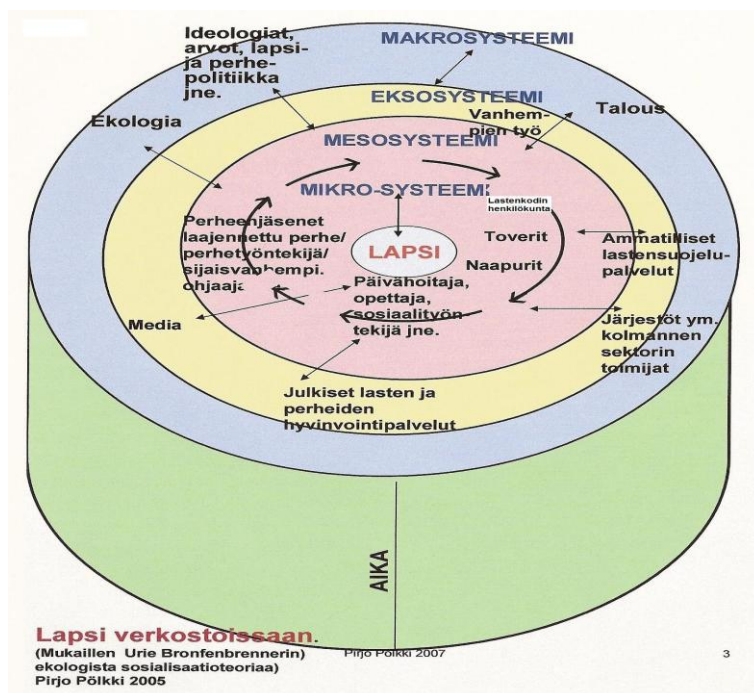 Ideologiat,
arvot, lapsi-
ja perhe-
politiikka
jne.
MAKROSYSTEEMI
EKSOSYSTEEMI
Vanhem-
pien työ
Talous
Ekologia
MESOSYSTEEMI
MIKRO-SYSTEEMI
Lastenkodin
henkilökunta
Perheenjäsenet
laajennettu perhe/
perhetyöntekijä/
sijaisvanhempi.
ohjaaja
LAPSI
Toverit
Naapurit
Ammatilliset
lastensuojelu-
palvelut
Päivähoitaja,
opettaja,
sosiaalityön
tekijä jne.
Media
Järjestöt ym.
kolmannen
sektorin
toimijat
Julkiset lasten ja
perheiden
hyvinvointipalvelut
AIKA
Lapsi verkostoissaan.
(Mukaillen Urie Bronfenbrennerin)
ekologista sosialisaatioteoriaa)
Pirjo Pölkki 2005
Pirjo Pölkki 2007
3